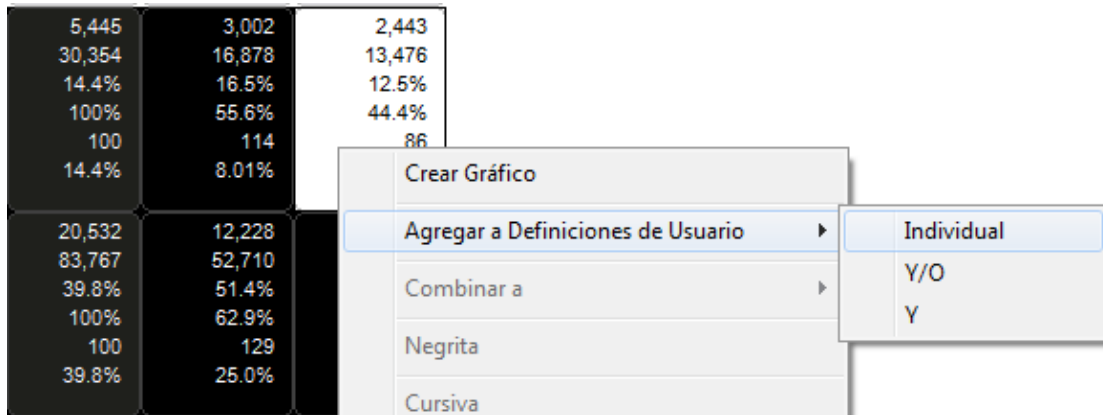 5,445 3,002 2,443
30,354 16,878 13,476
14.4% 16.5% 12.5%
100% 55.6% 44.4%
100 114 86
14.4% 8.01%
Crear Gráfico
20,532 12,228 Agregar a Definiciones de Usuario Individual
83,767 52,710
39.8% 51.4% Combinar a Y/O
100% 62.9% Y
100 129 Negrita
39.8% 25.0%
Cursiva